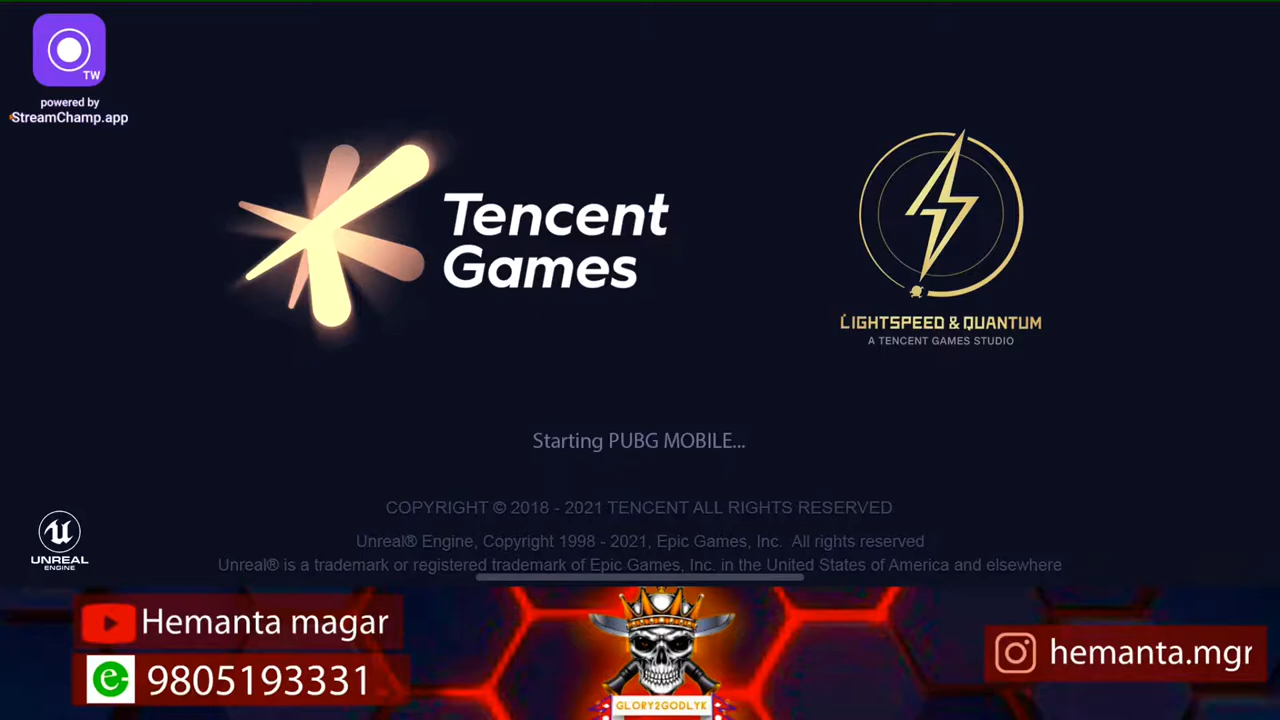 TW
powered by
StreamChamp.app
Tencent
Games
LIGHTSPEED & QUANTUM
A TENCENT GAMES STUDIO
Starting PUBG MOBILE...
COPYRIGHT © 2018 - 2021 TENCENT ALL RIGHTS RESERVED
Unreal® Engine, Copyright 1998 - 2021, Epic Games, Inc. All rights reserved
Unreal® is a trademark or registered trademark of Epic Games, Inc. in the United States of America and elsewhere
UNREAL
ENGINE
Hemanta magar
e 9805193331
GLORY2GODLYK
hemanta.mgr